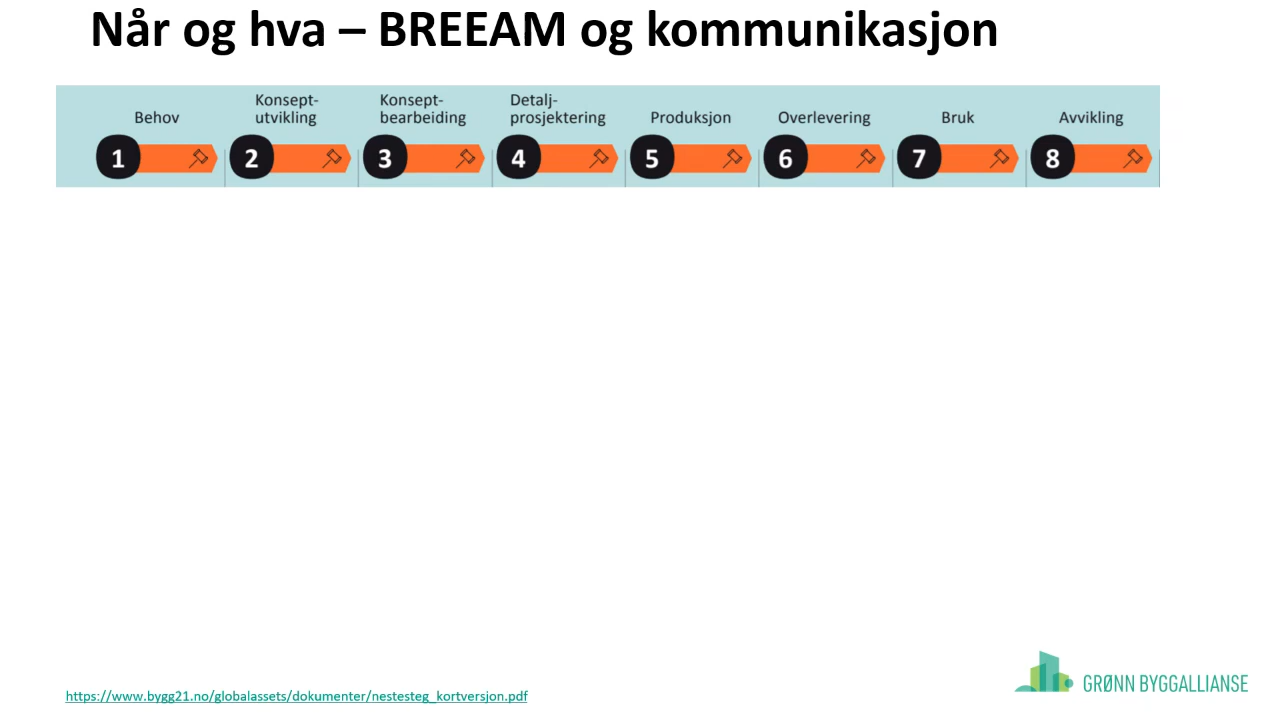 Når og hva – BREEAM og kommunikasjon
Behov
Konsept-
utvikling
Konsept-
bearbeiding
Detalj-
prosjektering
Produksjon
Overlevering
Bruk
Avvikling
1 2 3 4 5 6 7 8
https://www.bygg21.no/globalassets/dokumenter/nestesteg_kortversjon.pdf
GRØNN BYGGALLIANSE